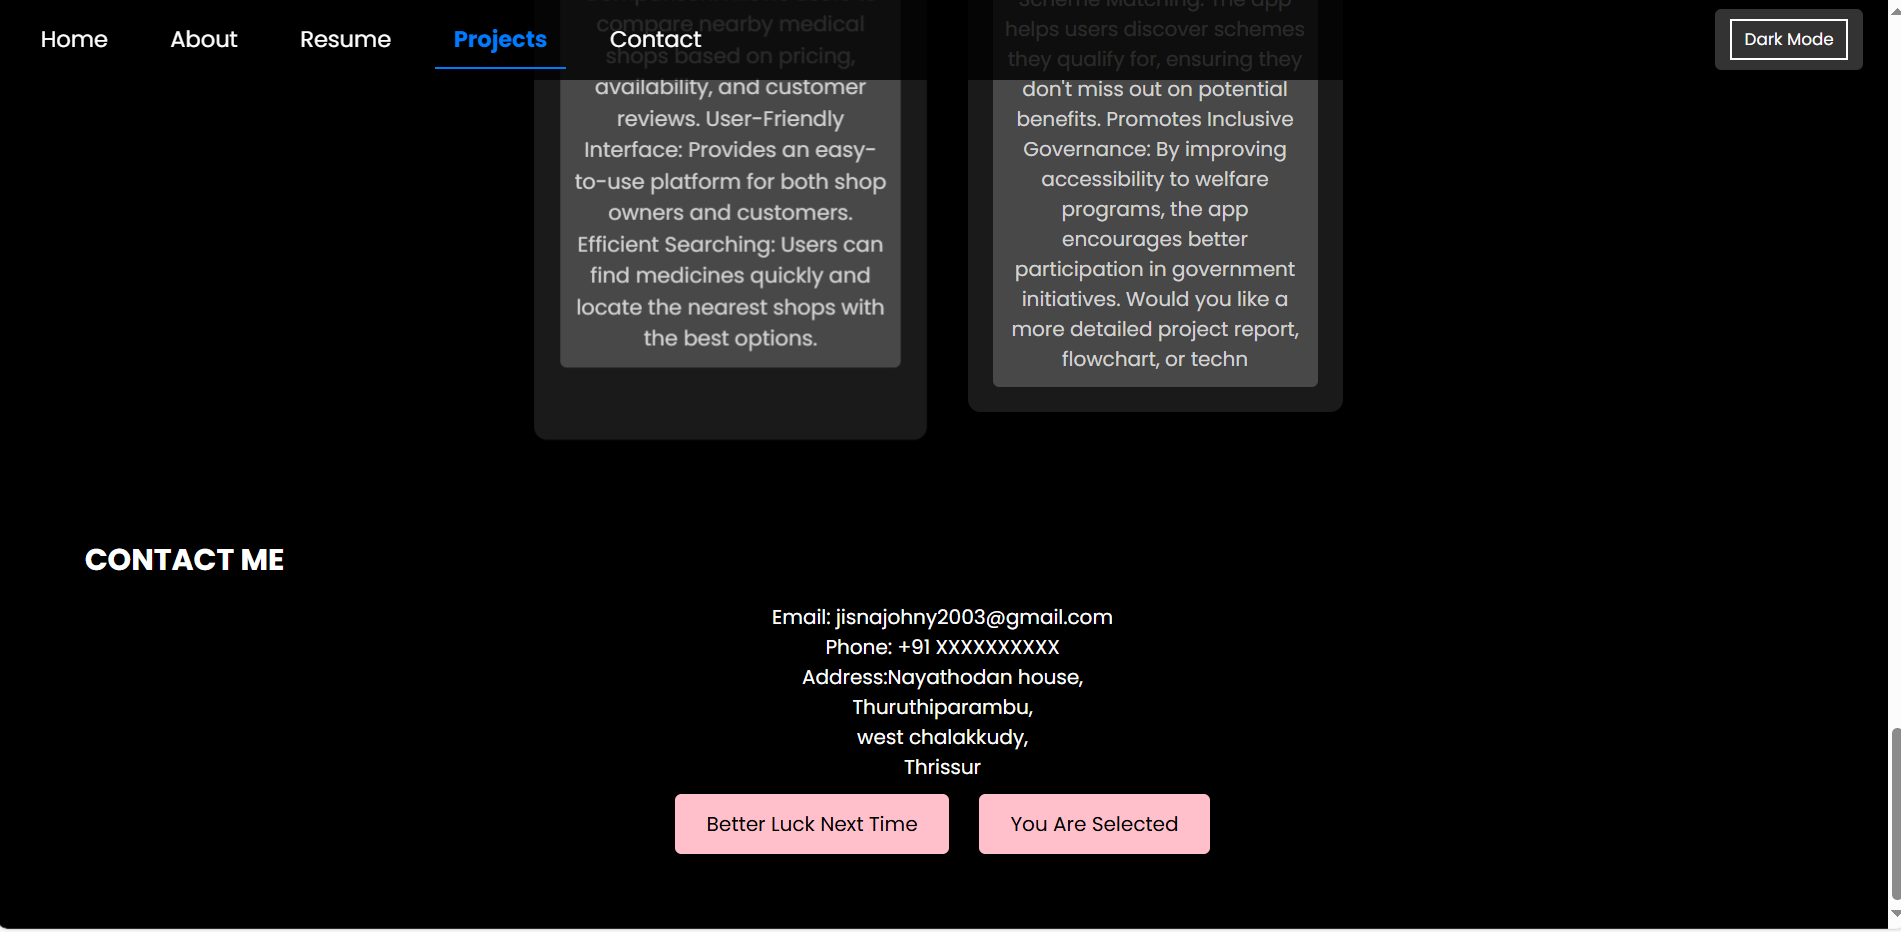 Home
About
Resume
Projects
Contact
Dark Mode
compare nearby medical
shops based on pricing,
availability, and customer
reviews. User-Friendly
Interface: Provides an easy-
to-use platform for both shop
owners and customers.
Efficient Searching: Users can
find medicines quickly and
locate the nearest shops with
the best options.
Scheme Matching: The app
helps users discover schemes
they qualify for, ensuring they
don't miss out on potential
benefits. Promotes Inclusive
Governance: By improving
accessibility to welfare
programs, the app
encourages better
participation in government
initiatives. Would you like a
more detailed project report,
flowchart, or techn
CONTACT ME
Email: jisnajohny2003@gmail.com
Phone: +91 XXXXXXXXXX
Address:Nayathodan house,
Thuruthiparambu,
west chalakkudy,
Thrissur
Better Luck Next Time
You Are Selected